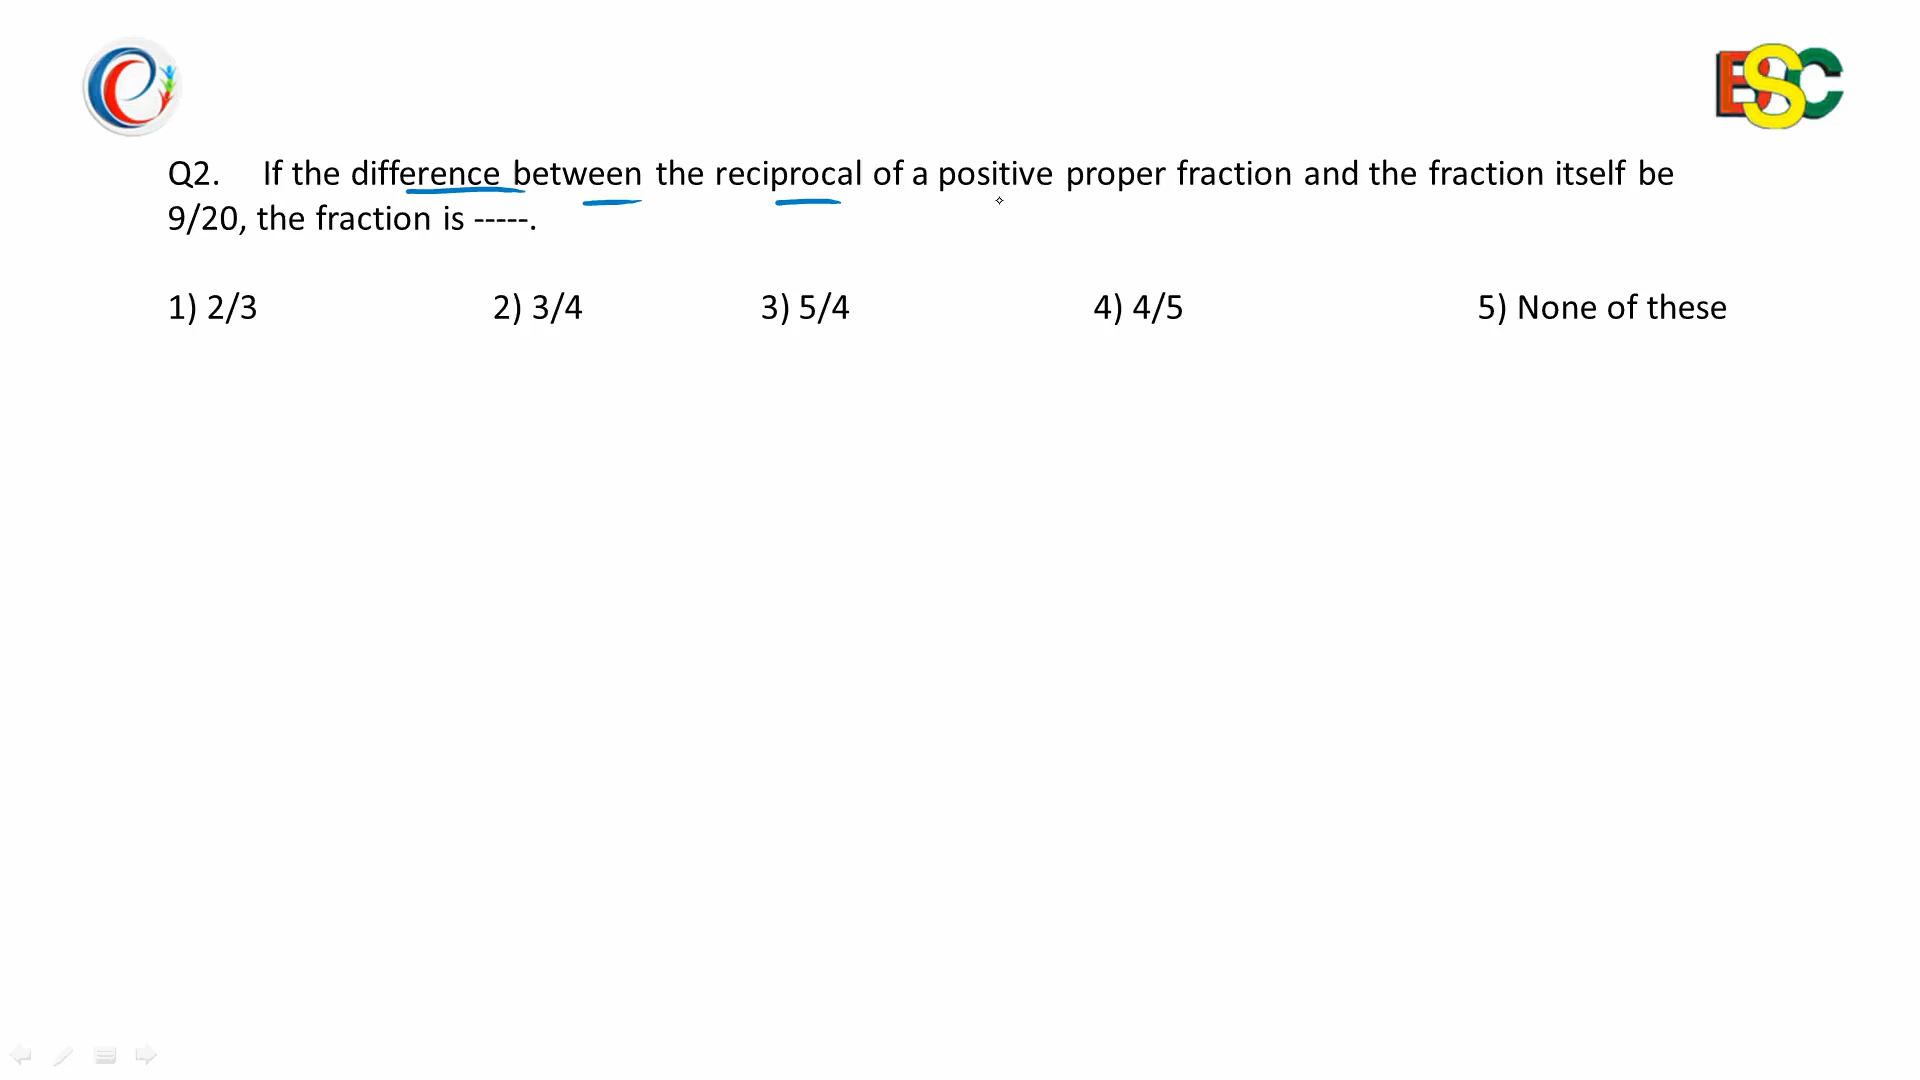 ESC
Q2. If the difference between the reciprocal of a positive proper fraction and the fraction itself be
9/20, the fraction is -----.
1) 2/3 2) 3/4 3) 5/4 4) 4/5 5) None of these